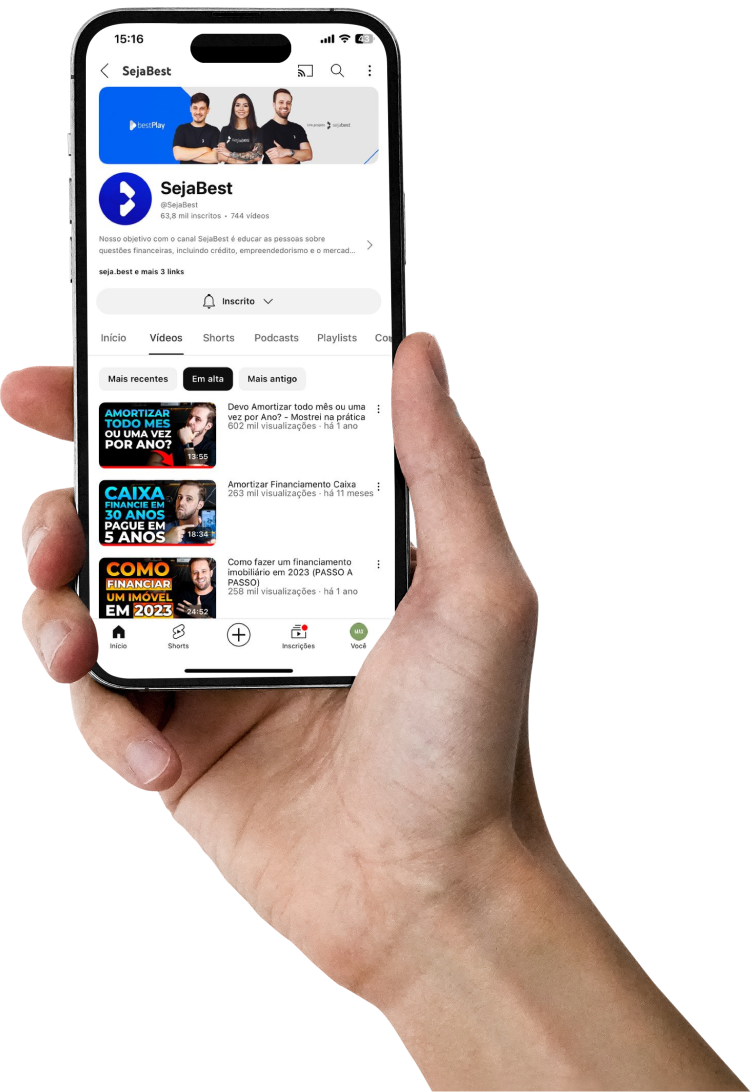 15:16
43
SejaBest
bestPlay
sejabest
SejaBest
@SejaBest
63,8 mil inscritos • 744 vídeos
Nosso objetivo com o canal SejaBest é educar as pessoas sobre
questões financeiras, incluindo crédito, empreendedorismo e o mercad...
seja.best e mais 3 links
Inscrito
Início Vídeos Shorts Podcasts Playlists Co
Mais recentes Em alta Mais antigo
AMORTIZAR
TODO MES
OU UMA VEZ
POR ANO?
13:55
Devo Amortizar todo mês ou uma
vez por Ano? - Mostrei na prática
602 mil visualizações · há 1 ano
CAIXA
FINANCIE EM
30 ANOS
PAGUE EM
5 ANOS
18:34
Amortizar Financiamento Caixa
263 mil visualizações · há 11 meses
COMO
FINANCIAR
UM IMÓVEL
EM 2023
24:52
Como fazer um financiamento
imobiliário em 2023 (PASSO A
PASSO)
258 mil visualizações · há 1 ano
Início Shorts Inscrições Você